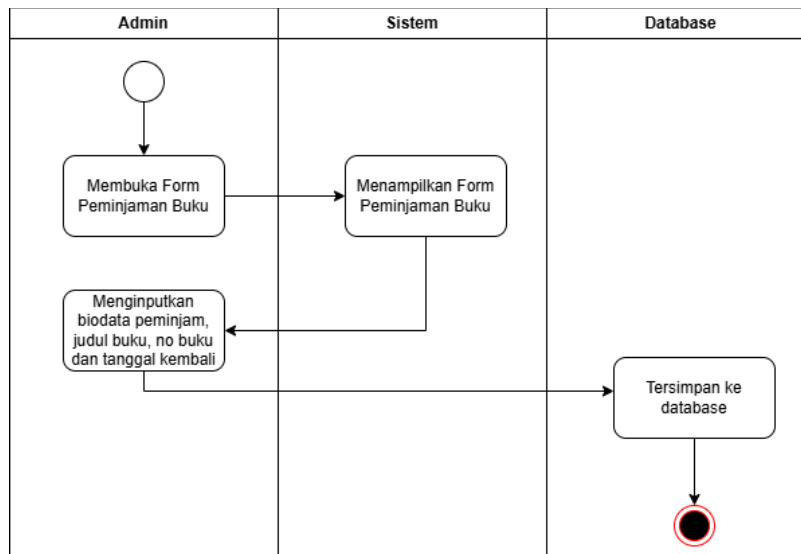 Admin
Sistem
Database
Membuka Form
Peminjaman Buku
Menampilkan Form
Peminjaman Buku
Menginputkan
biodata peminjam,
judul buku, no buku
dan tanggal kembali
Tersimpan ke
database